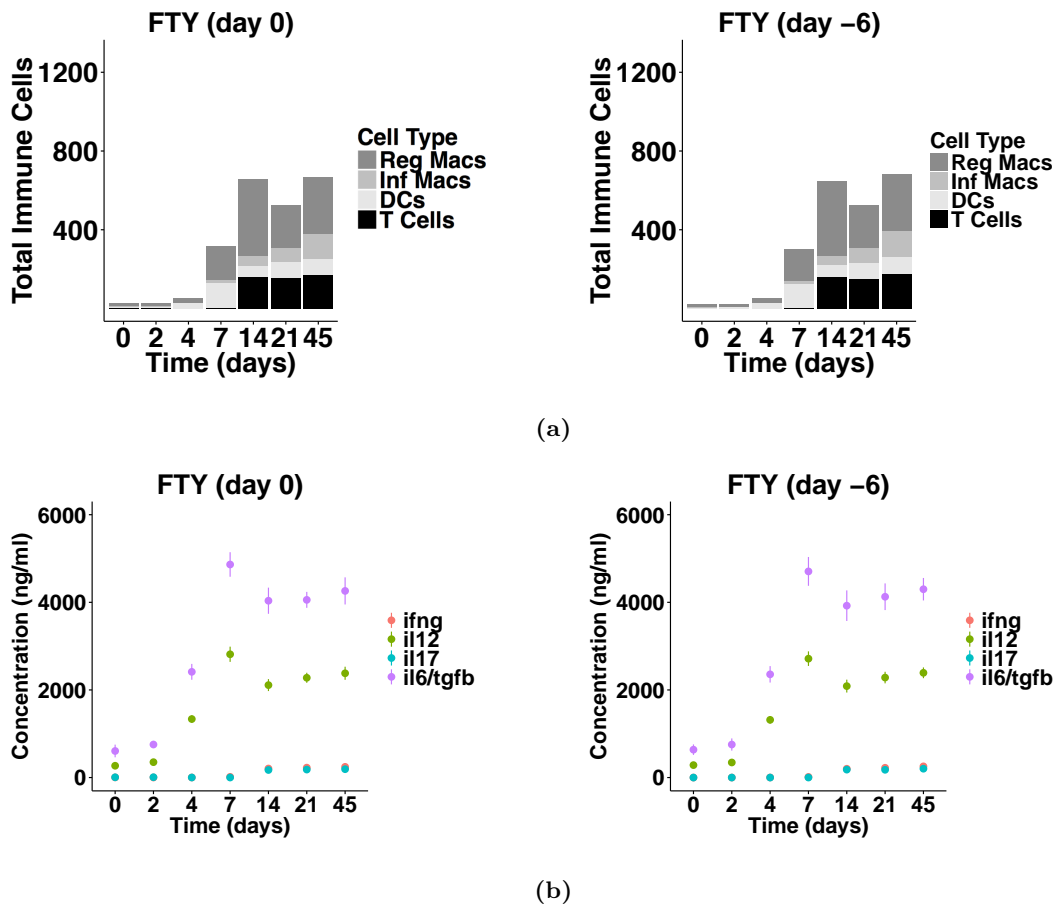 FTY (day 0)
Total Immune Cells
1200
800
400
0 2 4 7 14 21 45
Time (days)
Cell Type
Reg Macs
Inf Macs
DCs
T Cells
FTY (day −6)
Total Immune Cells
1200
800
400
0 2 4 7 14 21 45
Time (days)
Cell Type
Reg Macs
Inf Macs
DCs
T Cells
(a)
FTY (day 0)
Concentration (ng/ml)
6000
4000
2000
0
0 2 4 7 14 21 45
Time (days)
ifng
il12
il17
il6/tgfb
FTY (day −6)
Concentration (ng/ml)
6000
4000
2000
0
0 2 4 7 14 21 45
Time (days)
ifng
il12
il17
il6/tgfb
(b)